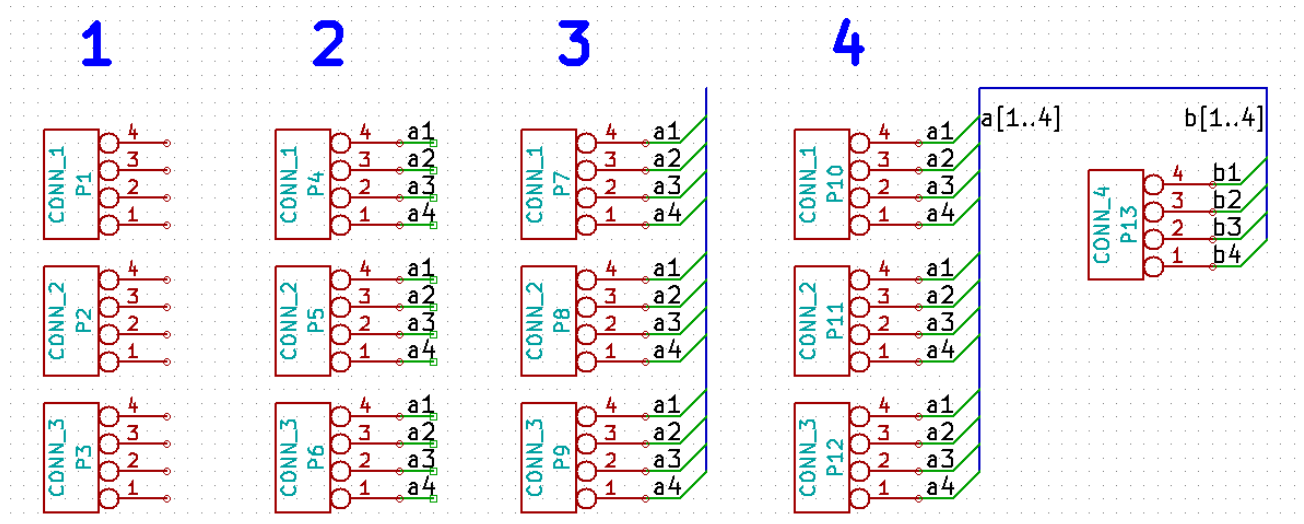 1
2
3
4
a[1..4]
b[1..4]
CONN_1
P1
4
3
2
1
CONN_2
P2
4
3
2
1
CONN_3
P3
4
3
2
1
CONN_1
P4
4 a1
3 a2
2 a3
1 a4
CONN_2
P5
4 a1
3 a2
2 a3
1 a4
CONN_3
P6
4 a1
3 a2
2 a3
1 a4
CONN_1
P7
4 a1
3 a2
2 a3
1 a4
CONN_2
P8
4 a1
3 a2
2 a3
1 a4
CONN_3
P9
4 a1
3 a2
2 a3
1 a4
CONN_1
P10
4 a1
3 a2
2 a3
1 a4
CONN_2
P11
4 a1
3 a2
2 a3
1 a4
CONN_3
P12
4 a1
3 a2
2 a3
1 a4
CONN_4
P13
4 b1
3 b2
2 b3
1 b4